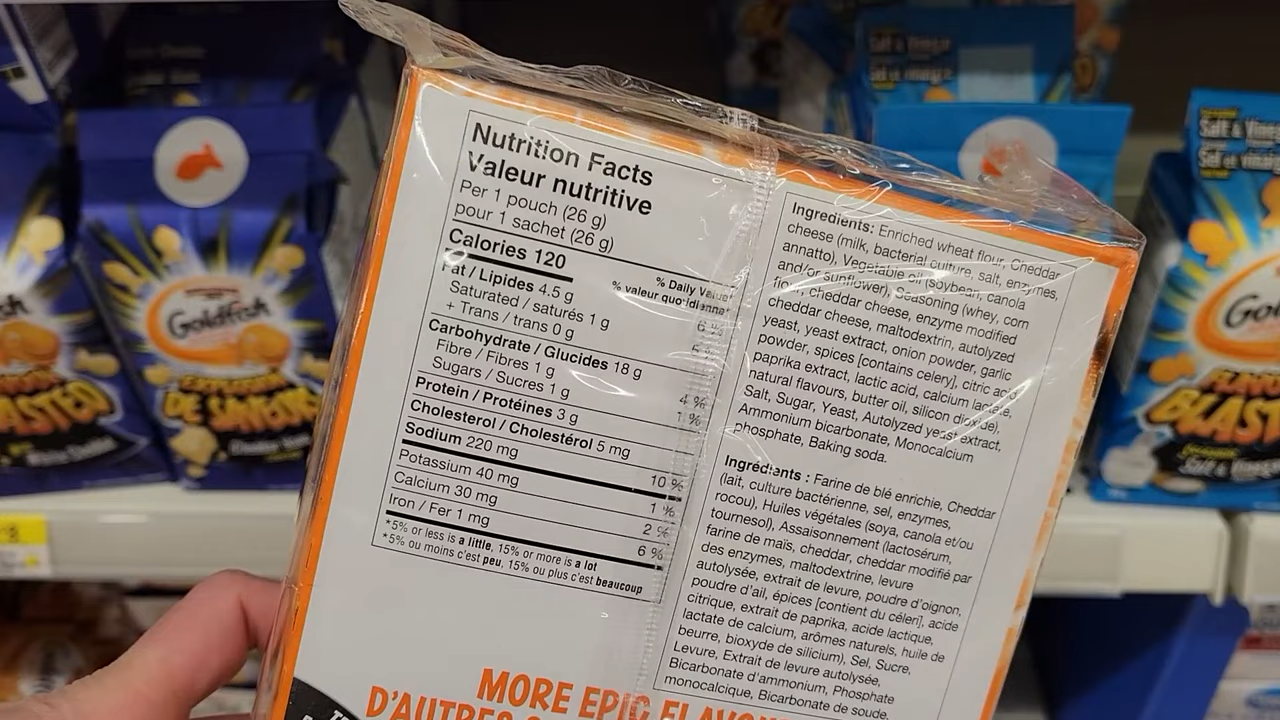 Nutrition Facts
Valeur nutritive
Per 1 pouch (26 g)
pour 1 sachet (26 g)
Calories 120
% Daily Value*
% valeur quotidienne*
Fat / Lipides 4.5 g 6 %
Saturated / saturés 1 g
+ Trans / trans 0 g 5 %
Carbohydrate / Glucides 18 g
Fibre / Fibres 1 g 4 %
Sugars / Sucres 1 g 1 %
Protein / Protéines 3 g
Cholesterol / Cholestérol 5 mg
Sodium 220 mg 10 %
Potassium 40 mg 1 %
Calcium 30 mg 2 %
Iron / Fer 1 mg 6 %
*5% or less is a little, 15% or more is a lot
*5% ou moins c'est peu, 15% ou plus c'est beaucoup
Ingredients: Enriched wheat flour, Cheddar
cheese (milk, bacterial culture, salt, enzymes,
annatto), Vegetable oil (soybean, canola
and/or sunflower), Seasoning (whey, corn
flour, cheddar cheese, enzyme modified
cheddar cheese, maltodextrin, autolyzed
yeast, yeast extract, onion powder, garlic
powder, spices [contains celery], citric acid,
paprika extract, lactic acid, calcium lactate,
natural flavours, butter oil, silicon dioxide),
Salt, Sugar, Yeast, Autolyzed yeast extract,
Ammonium bicarbonate, Monocalcium
phosphate, Baking soda.
Ingrédients : Farine de blé enrichie, Cheddar
(lait, culture bactérienne, sel, enzymes,
rocou), Huiles végétales (soya, canola et/ou
tournesol), Assaisonnement (lactosérum,
farine de maïs, cheddar, cheddar modifié par
des enzymes, maltodextrine, levure
autolysée, extrait de levure, poudre d'oignon,
poudre d'ail, épices [contient du céleri], acide
citrique, extrait de paprika, acide lactique,
lactate de calcium, arômes naturels, huile de
beurre, bioxyde de silicium), Sel, Sucre,
Levure, Extrait de levure autolysée,
Bicarbonate d'ammonium, Phosphate
monocalcique, Bicarbonate de soude.
MORE EPIC FLAVOU
D'AUTRES
Goldfish
DE SAVEURS
Salt & Vinegar
Sel et vinaigre
Gol
BLAST